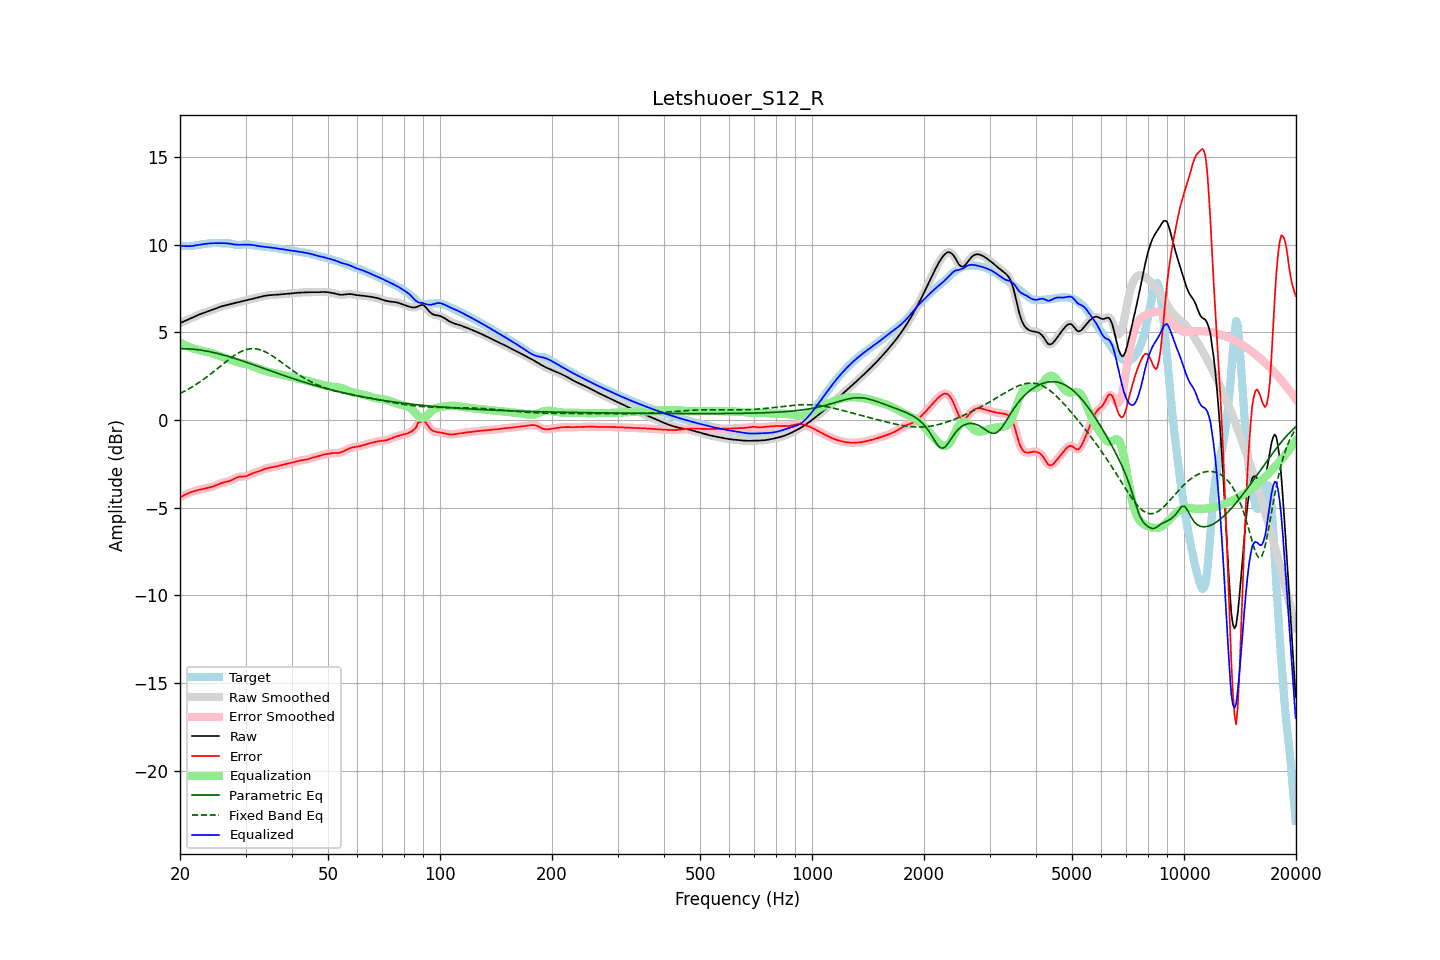 Letshuoer_S12_R
Amplitude (dBr)
15
10
5
0
−5
−10
−15
−20
Target
Raw Smoothed
Error Smoothed
Raw
Error
Equalization
Parametric Eq
Fixed Band Eq
Equalized
20 50 100 200 500 1000 2000 5000 10000 20000
Frequency (Hz)